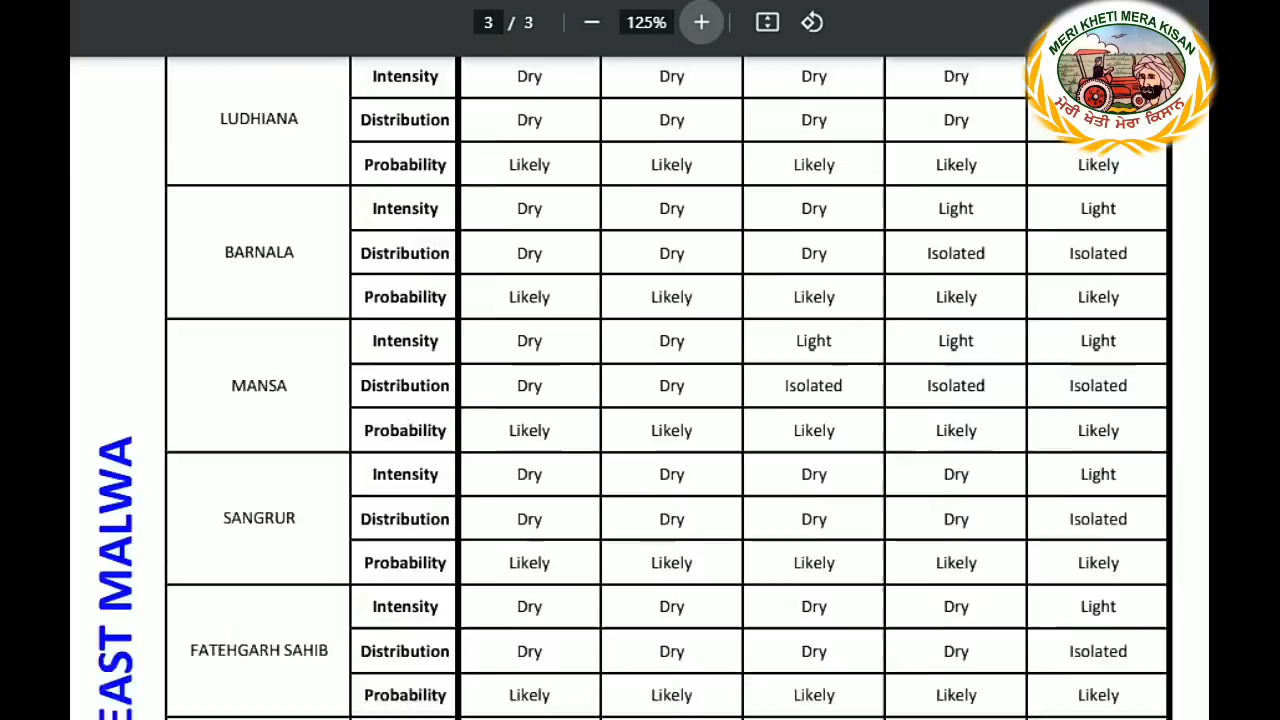 3 / 3 125%
MERI KHETI MERA KISAN
ਮੇਰੀ ਖੇਤੀ ਮੇਰਾ ਕਿਸਾਨ
EAST MALWA
LUDHIANA
Intensity Dry Dry Dry Dry
Distribution Dry Dry Dry Dry
Probability Likely Likely Likely Likely Likely
BARNALA
Intensity Dry Dry Dry Light Light
Distribution Dry Dry Dry Isolated Isolated
Probability Likely Likely Likely Likely Likely
MANSA
Intensity Dry Dry Light Light Light
Distribution Dry Dry Isolated Isolated Isolated
Probability Likely Likely Likely Likely Likely
SANGRUR
Intensity Dry Dry Dry Dry Light
Distribution Dry Dry Dry Dry Isolated
Probability Likely Likely Likely Likely Likely
FATEHGARH SAHIB
Intensity Dry Dry Dry Dry Light
Distribution Dry Dry Dry Dry Isolated
Probability Likely Likely Likely Likely Likely